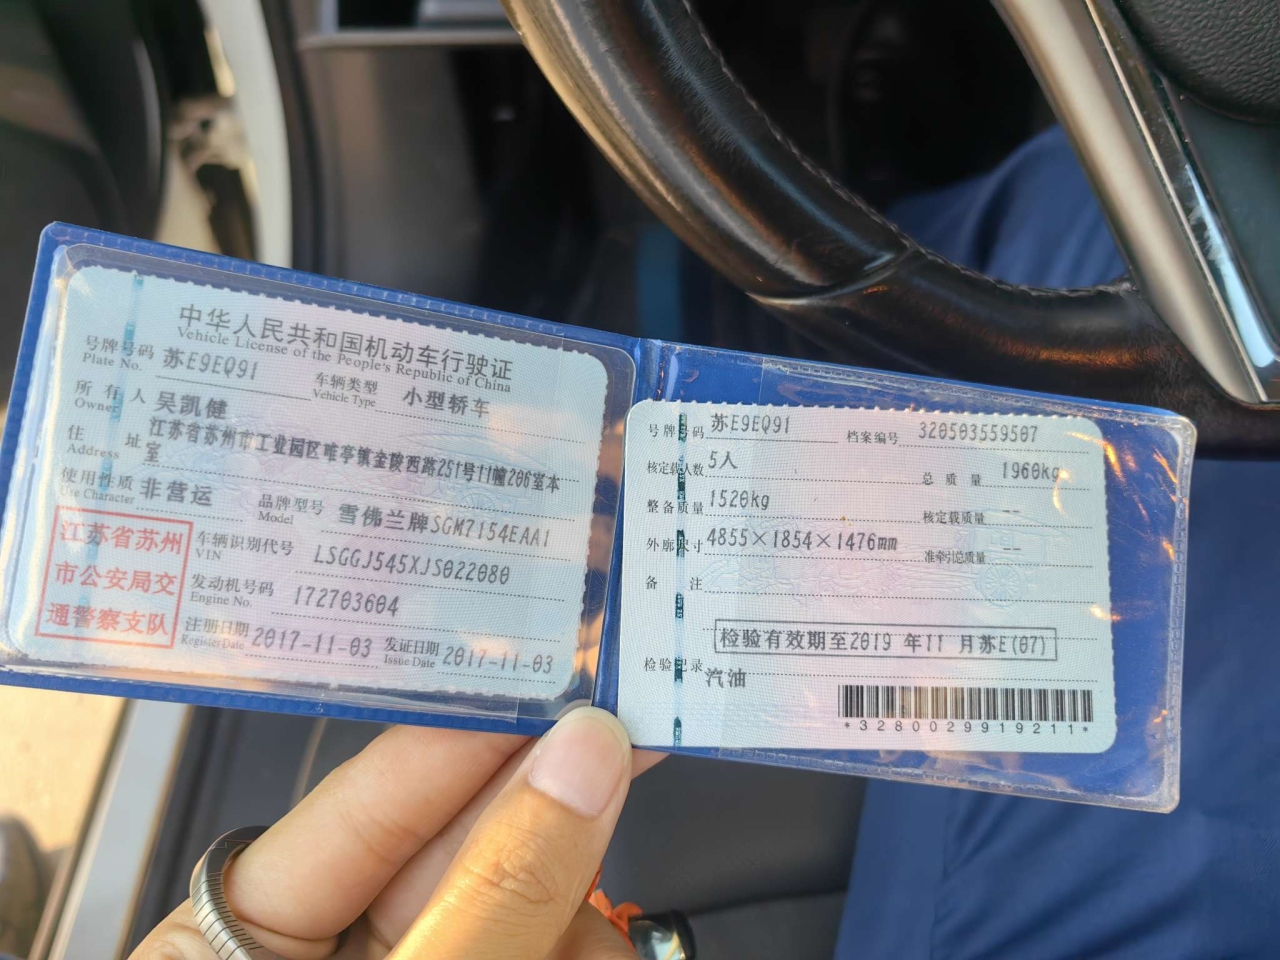 中华人民共和国机动车行驶证
Vehicle License of the People's Republic of China
号牌号码 苏E9EQ91 车辆类型 小型轿车
Plate No. Vehicle Type
所有人 吴凯健
Owner
住址 江苏省苏州市工业园区唯亭镇金陵西路251号11幢206室本
室
Address
使用性质 非营运 品牌型号 雪佛兰牌SGM7154EAA1
Use Character Model
江苏省苏州
市公安局交
通警察支队
车辆识别代号 LSGGJ545XJS022080
VIN
发动机号码 172703604
Engine No.
注册日期 2017-11-03 发证日期 2017-11-03
Register Date Issue Date
号牌号码 苏E9EQ91 档案编号 320503559507
核定载人数 5人 总质量 1960kg
整备质量 1520kg 核定载质量 --
外廓尺寸 4855×1854×1476mm 准牵引总质量 --
备注
检验有效期至2019 年11 月苏E(07)
检验记录
汽油
*3280029919211*